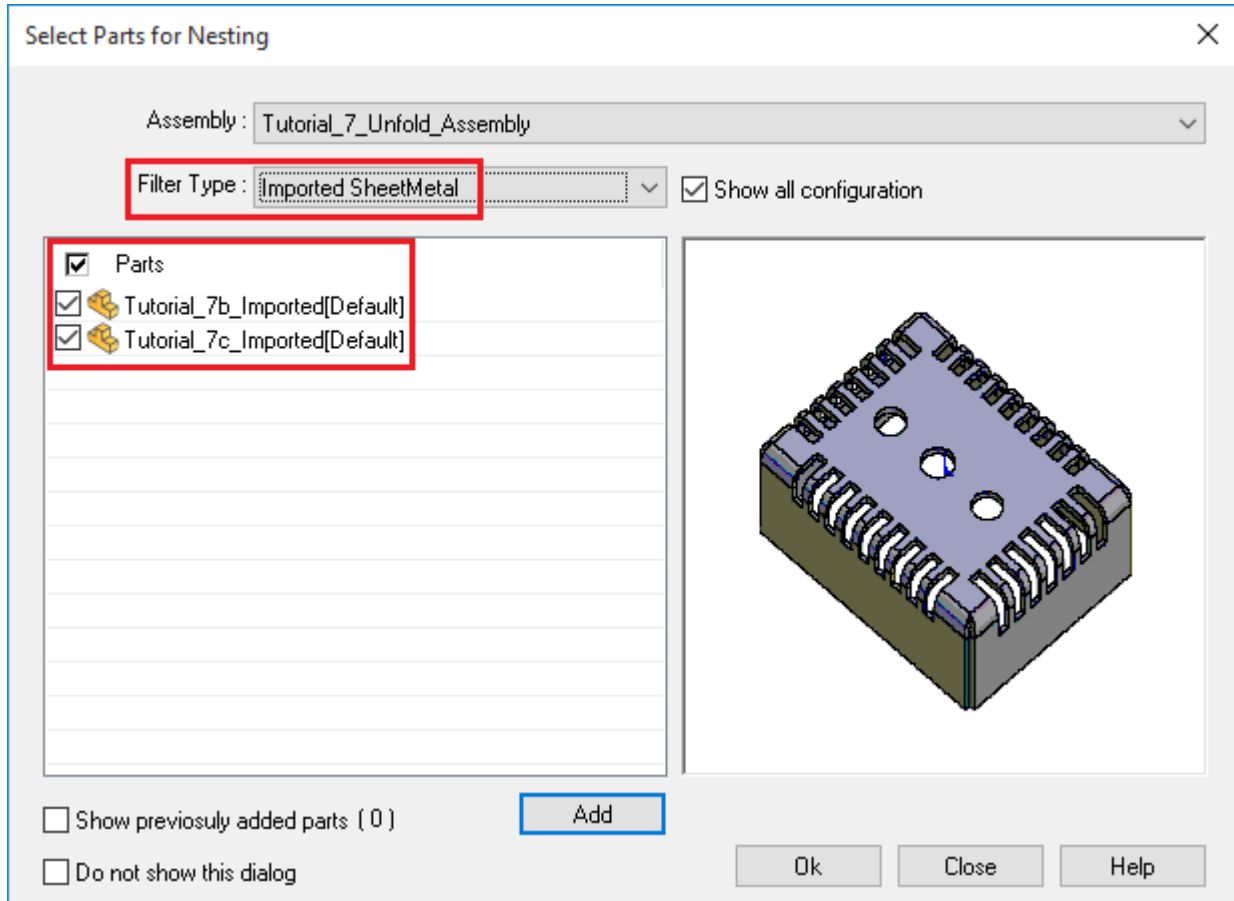 Select Parts for Nesting
Assembly : Tutorial_7_Unfold_Assembly
Filter Type : Imported SheetMetal Show all configuration
Parts
Tutorial_7b_Imported[Default]
Tutorial_7c_Imported[Default]
Show previosuly added parts ( 0 ) Add
Do not show this dialog Ok Close Help